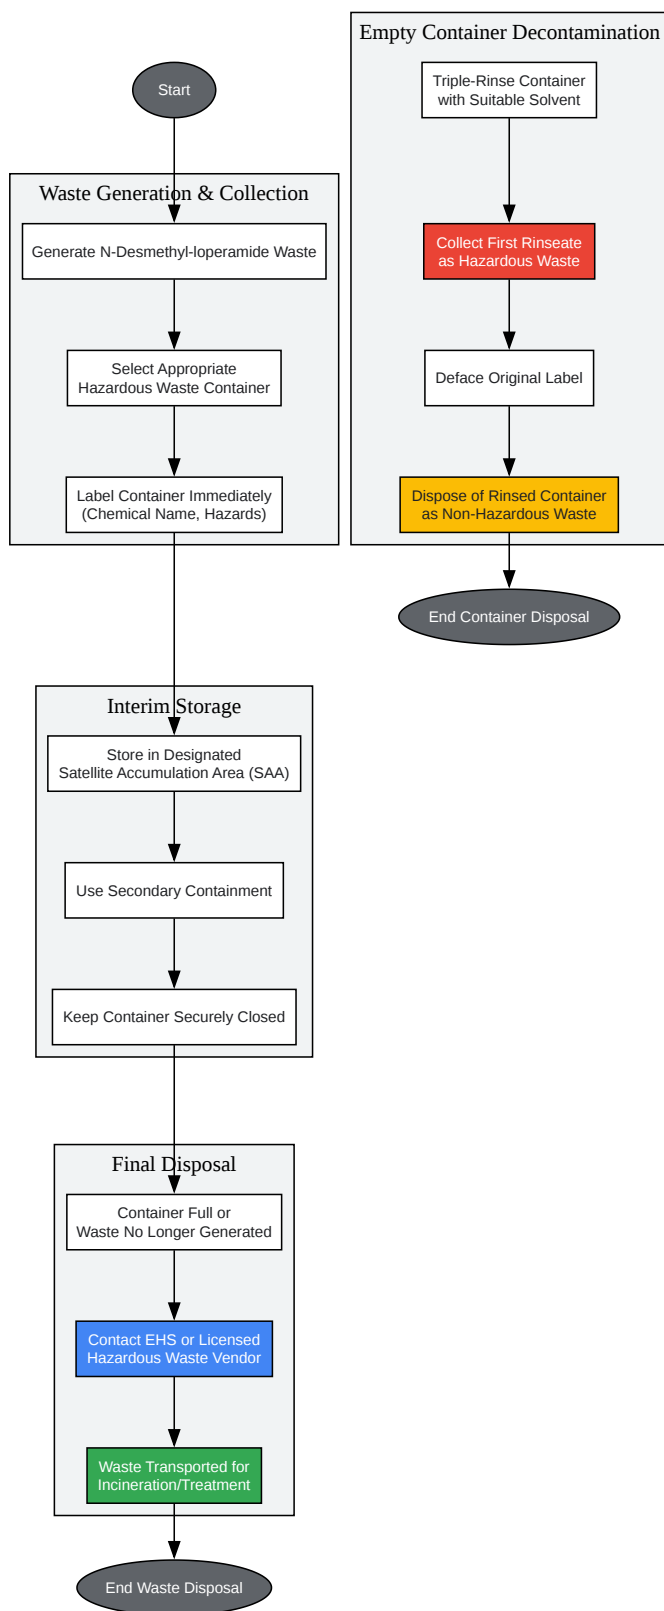 Start
Waste Generation & Collection
Generate N-Desmethyl-loperamide Waste
Select Appropriate
Hazardous Waste Container
Label Container Immediately
(Chemical Name, Hazards)
Interim Storage
Store in Designated
Satellite Accumulation Area (SAA)
Use Secondary Containment
Keep Container Securely Closed
Final Disposal
Container Full or
Waste No Longer Generated
Contact EHS or Licensed
Hazardous Waste Vendor
Waste Transported for
Incineration/Treatment
End Waste Disposal
Empty Container Decontamination
Triple-Rinse Container
with Suitable Solvent
Collect First Rinseate
as Hazardous Waste
Deface Original Label
Dispose of Rinsed Container
as Non-Hazardous Waste
End Container Disposal